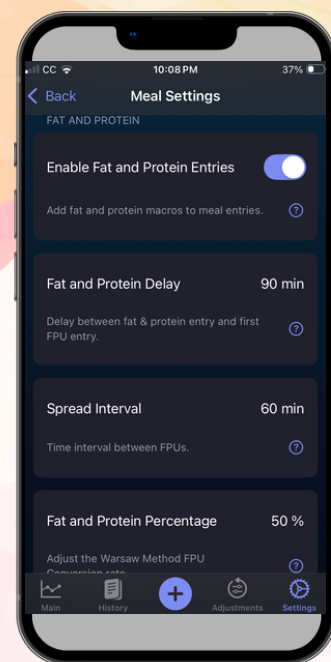 CC 10:08 PM 37%
Back Meal Settings
FAT AND PROTEIN
Enable Fat and Protein Entries
Add fat and protein macros to meal entries.
Fat and Protein Delay 90 min
Delay between fat & protein entry and first
FPU entry.
Spread Interval 60 min
Time interval between FPUs.
Fat and Protein Percentage 50 %
Adjust the Warsaw Method FPU
Conversion rate
Main History Adjustments Settings